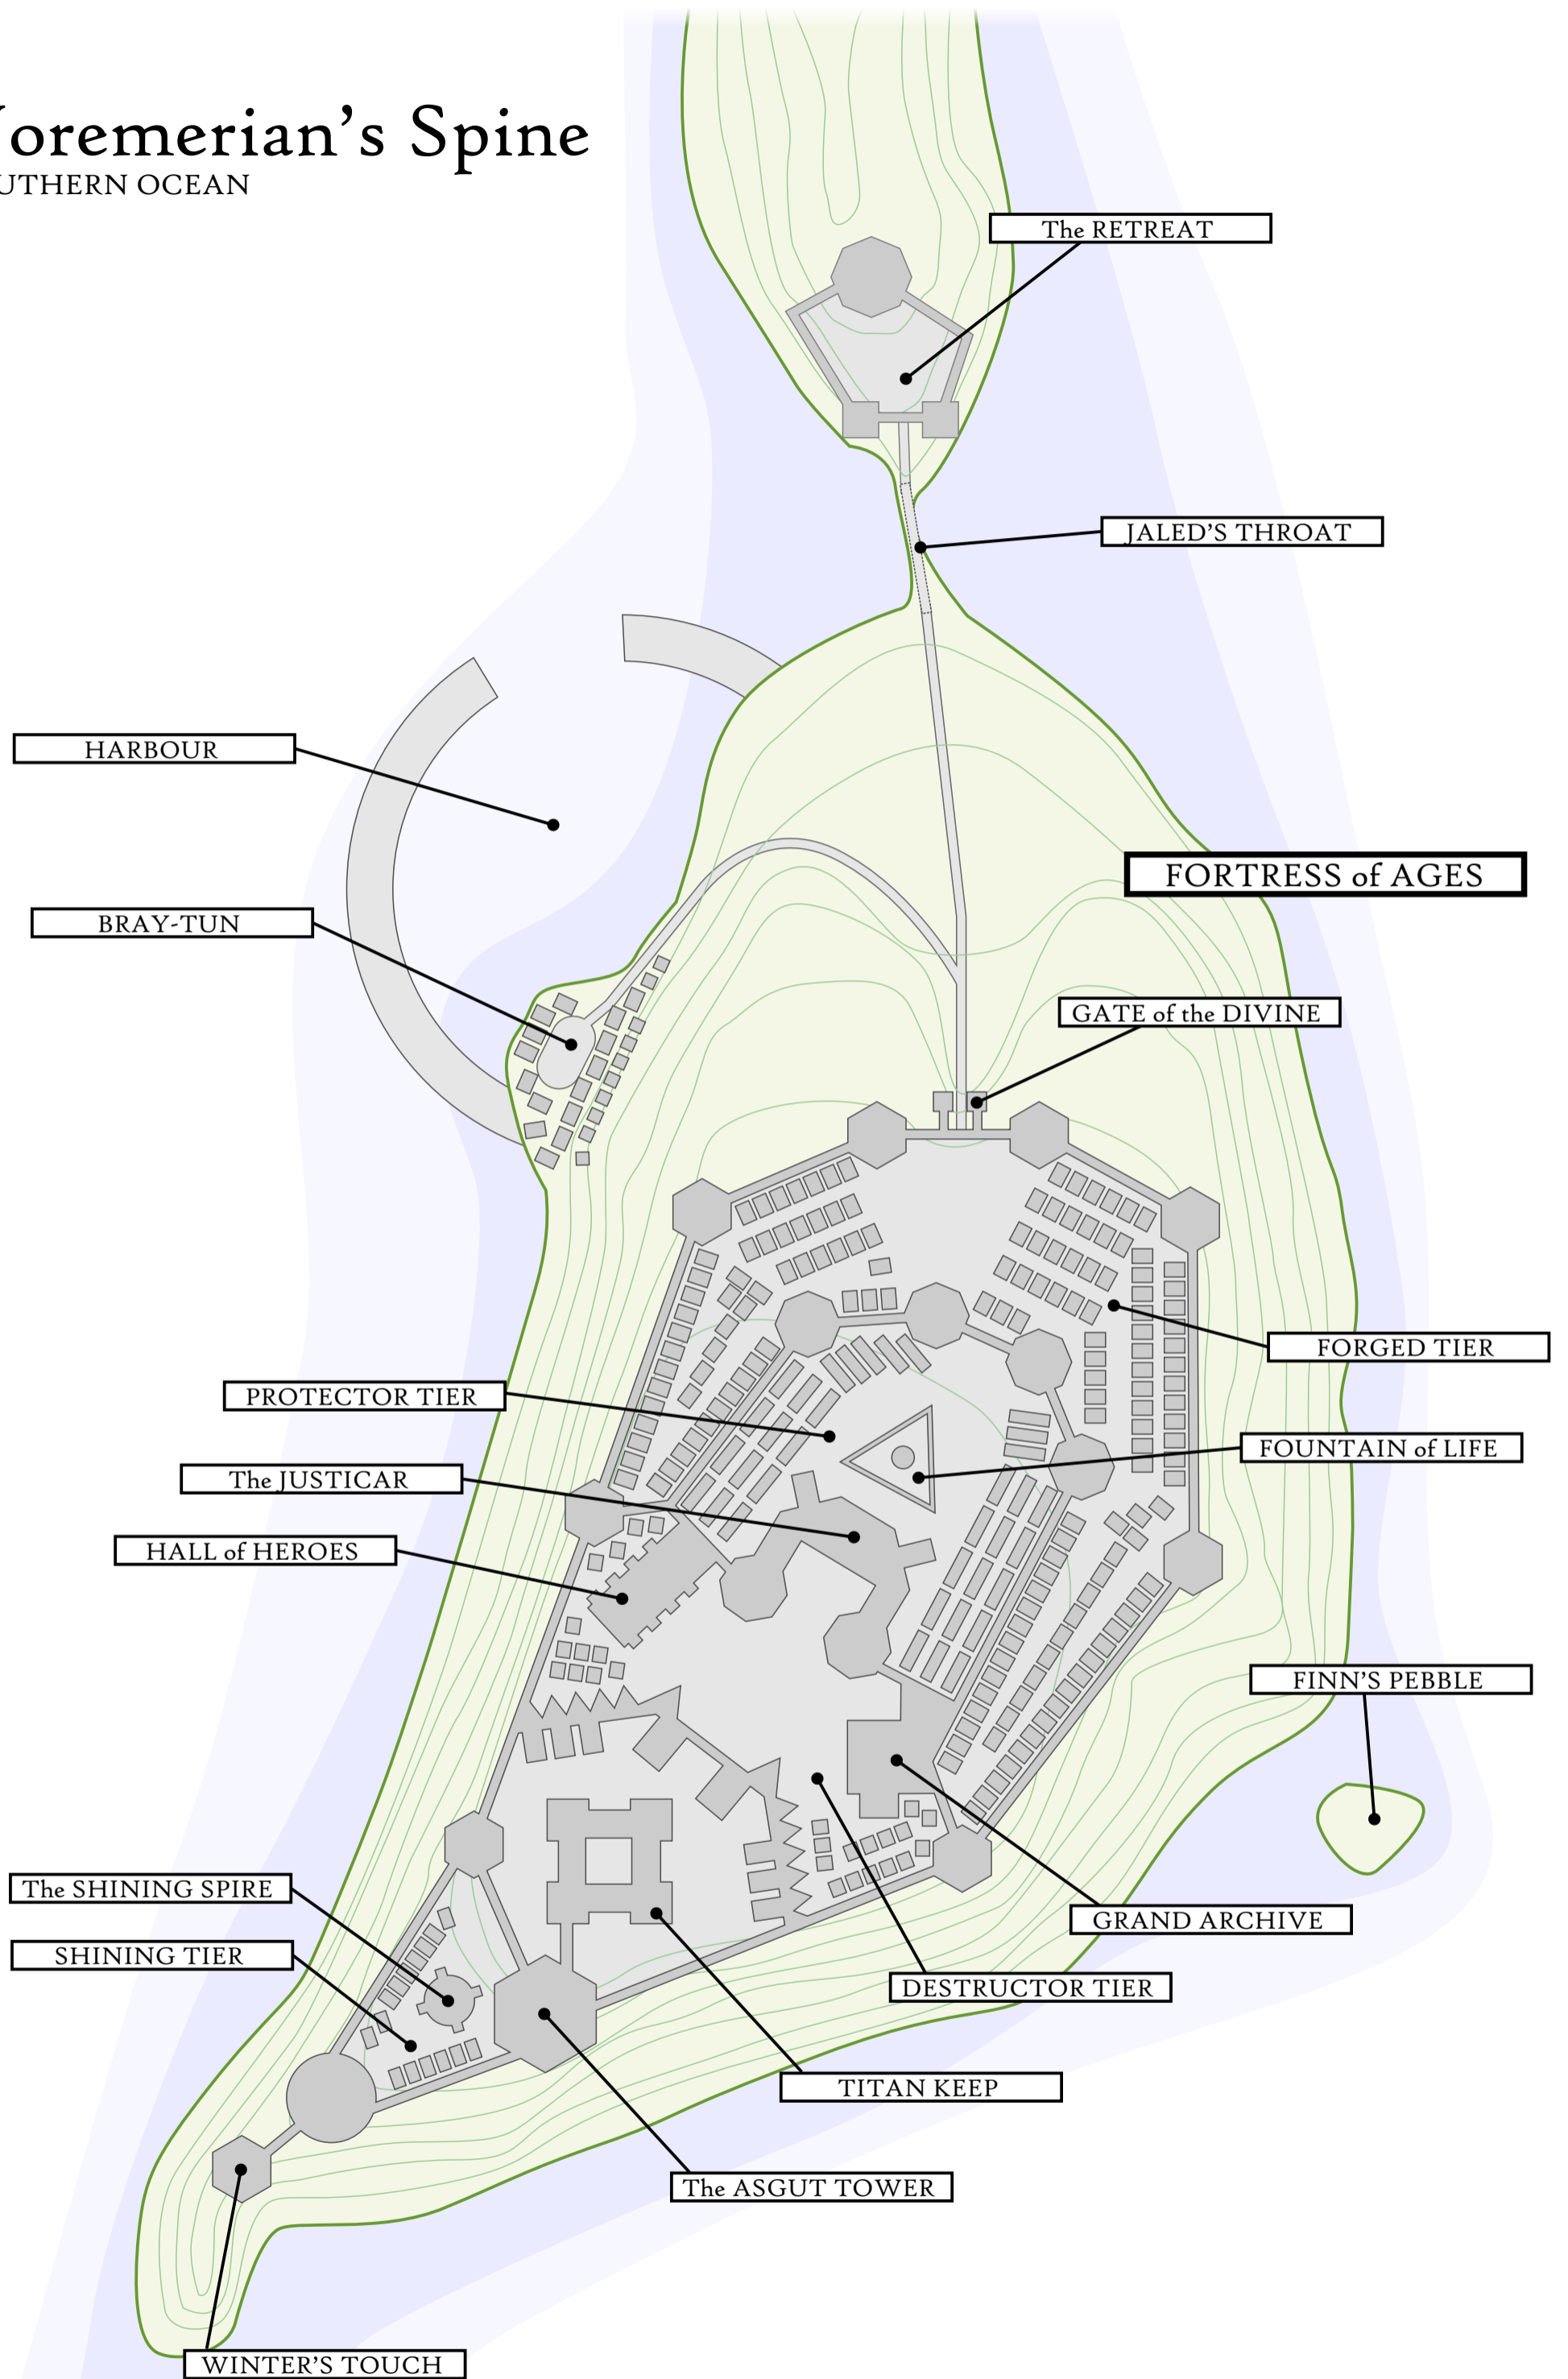 oremerian's Spine
UTHERN OCEAN
The RETREAT
JALED'S THROAT
HARBOUR
FORTRESS of AGES
BRAY-TUN
GATE of the DIVINE
FORGED TIER
PROTECTOR TIER
FOUNTAIN of LIFE
The JUSTICAR
HALL of HEROES
FINN'S PEBBLE
The SHINING SPIRE
GRAND ARCHIVE
SHINING TIER
DESTRUCTOR TIER
TITAN KEEP
The ASGUT TOWER
WINTER'S TOUCH